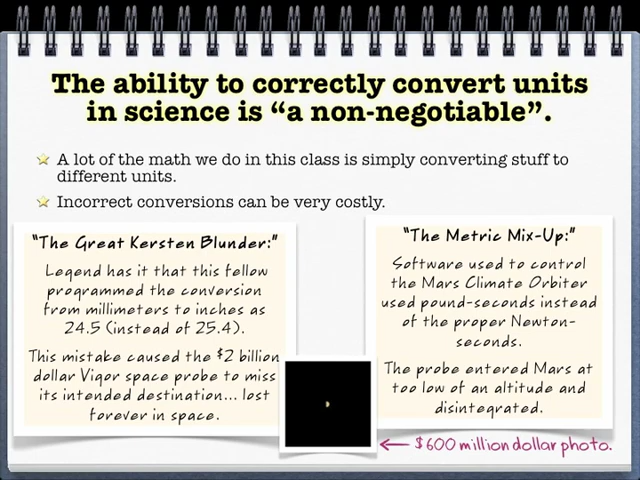 The ability to correctly convert units
in science is “a non-negotiable”.
A lot of the math we do in this class is simply converting stuff to
different units.
Incorrect conversions can be very costly.
“The Great Kersten Blunder:”
Legend has it that this fellow
programmed the conversion
from millimeters to inches as
24.5 (instead of 25.4).
This mistake caused the $2 billion
dollar Vigor space probe to miss
its intended destination... lost
forever in space.
“The Metric Mix-Up:”
Software used to control
the Mars Climate Orbiter
used pound-seconds instead
of the proper Newton-
seconds.
The probe entered Mars at
too low of an altitude and
disintegrated.
$600 million dollar photo.